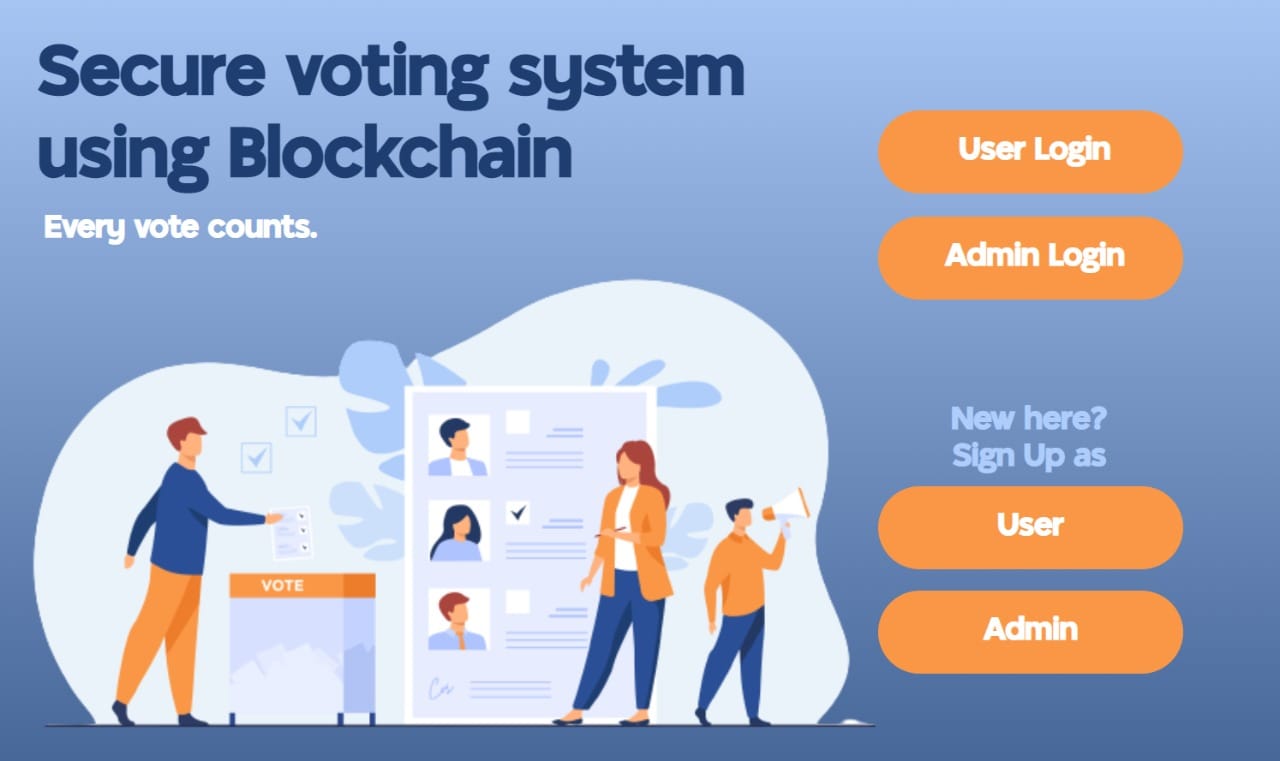 Secure voting system
using Blockchain
Every vote counts.
User Login
Admin Login
New here?
Sign Up as
User
Admin
VOTE